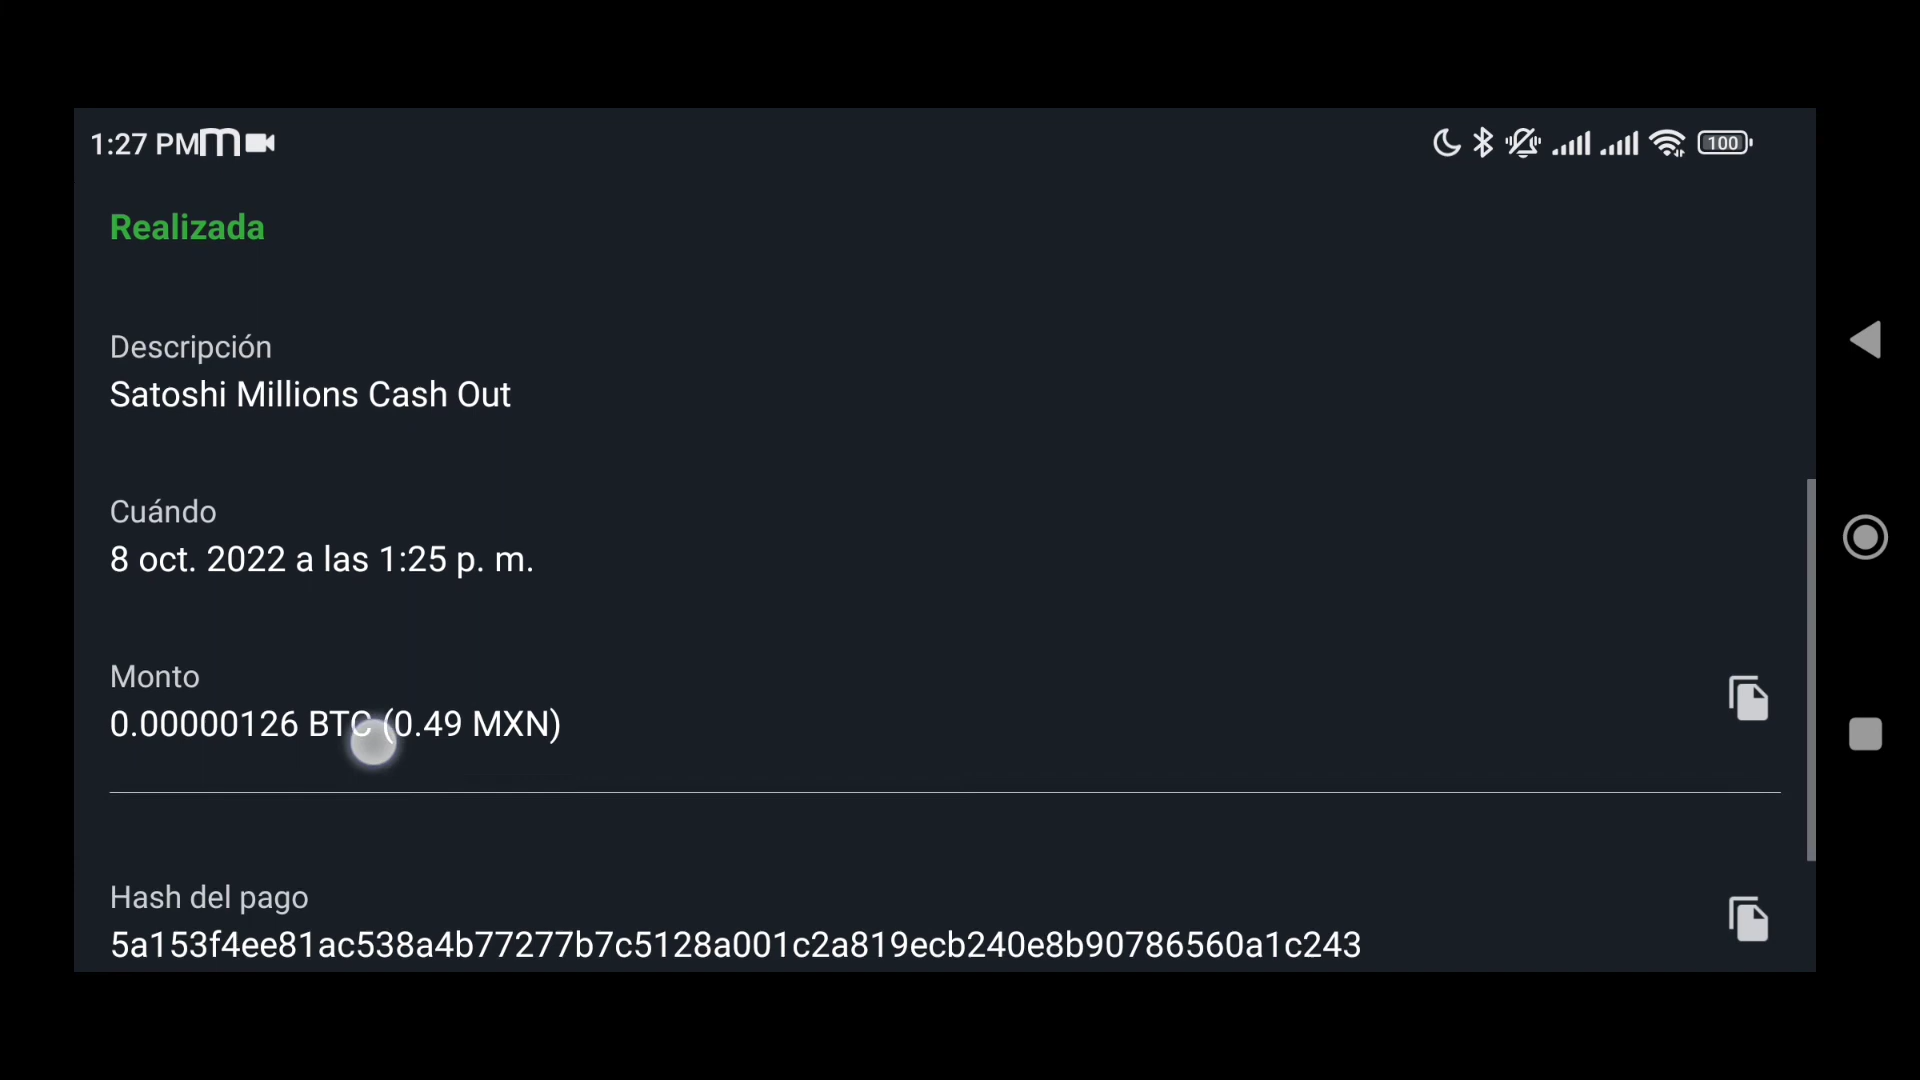 1:27 PM
100
Realizada
Descripción
Satoshi Millions Cash Out
Cuándo
8 oct. 2022 a las 1:25 p. m.
Monto
0.00000126 BTC (0.49 MXN)
Hash del pago
5a153f4ee81ac538a4b77277b7c5128a001c2a819ecb240e8b90786560a1c243